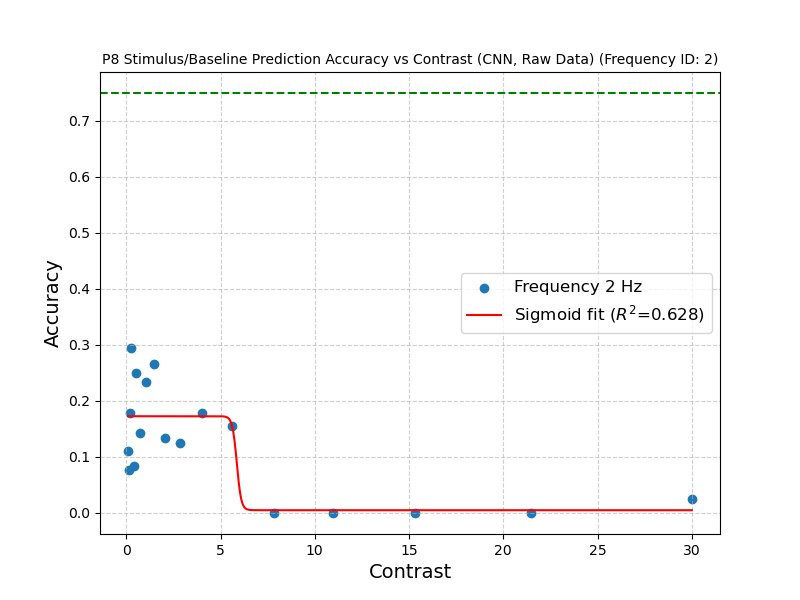 P8 Stimulus/Baseline Prediction Accuracy vs Contrast (CNN, Raw Data) (Frequency ID: 2)
0.7
0.6
0.5
0.4
0.3
0.2
0.1
0.0
Accuracy
Frequency 2 Hz
Sigmoid fit (R²=0.628)
0 5 10 15 20 25 30
Contrast